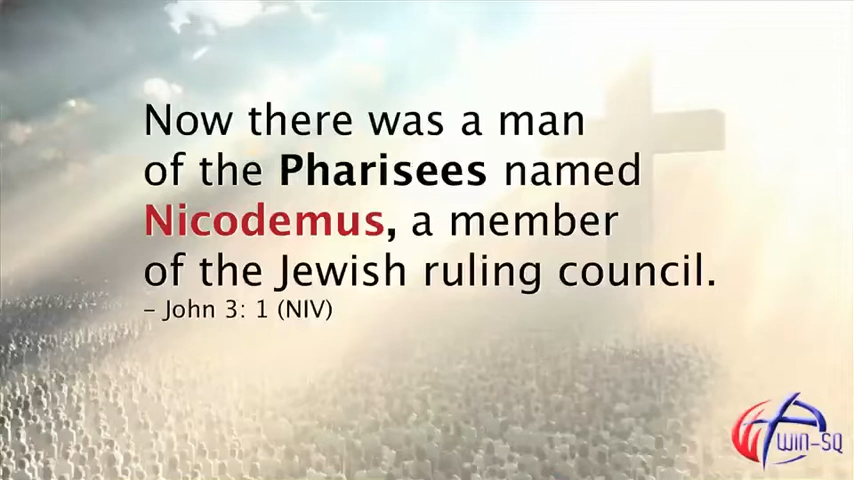 Now there was a man
of the Pharisees named
Nicodemus, a member
of the Jewish ruling council.
– John 3: 1 (NIV)
WIN-SQ